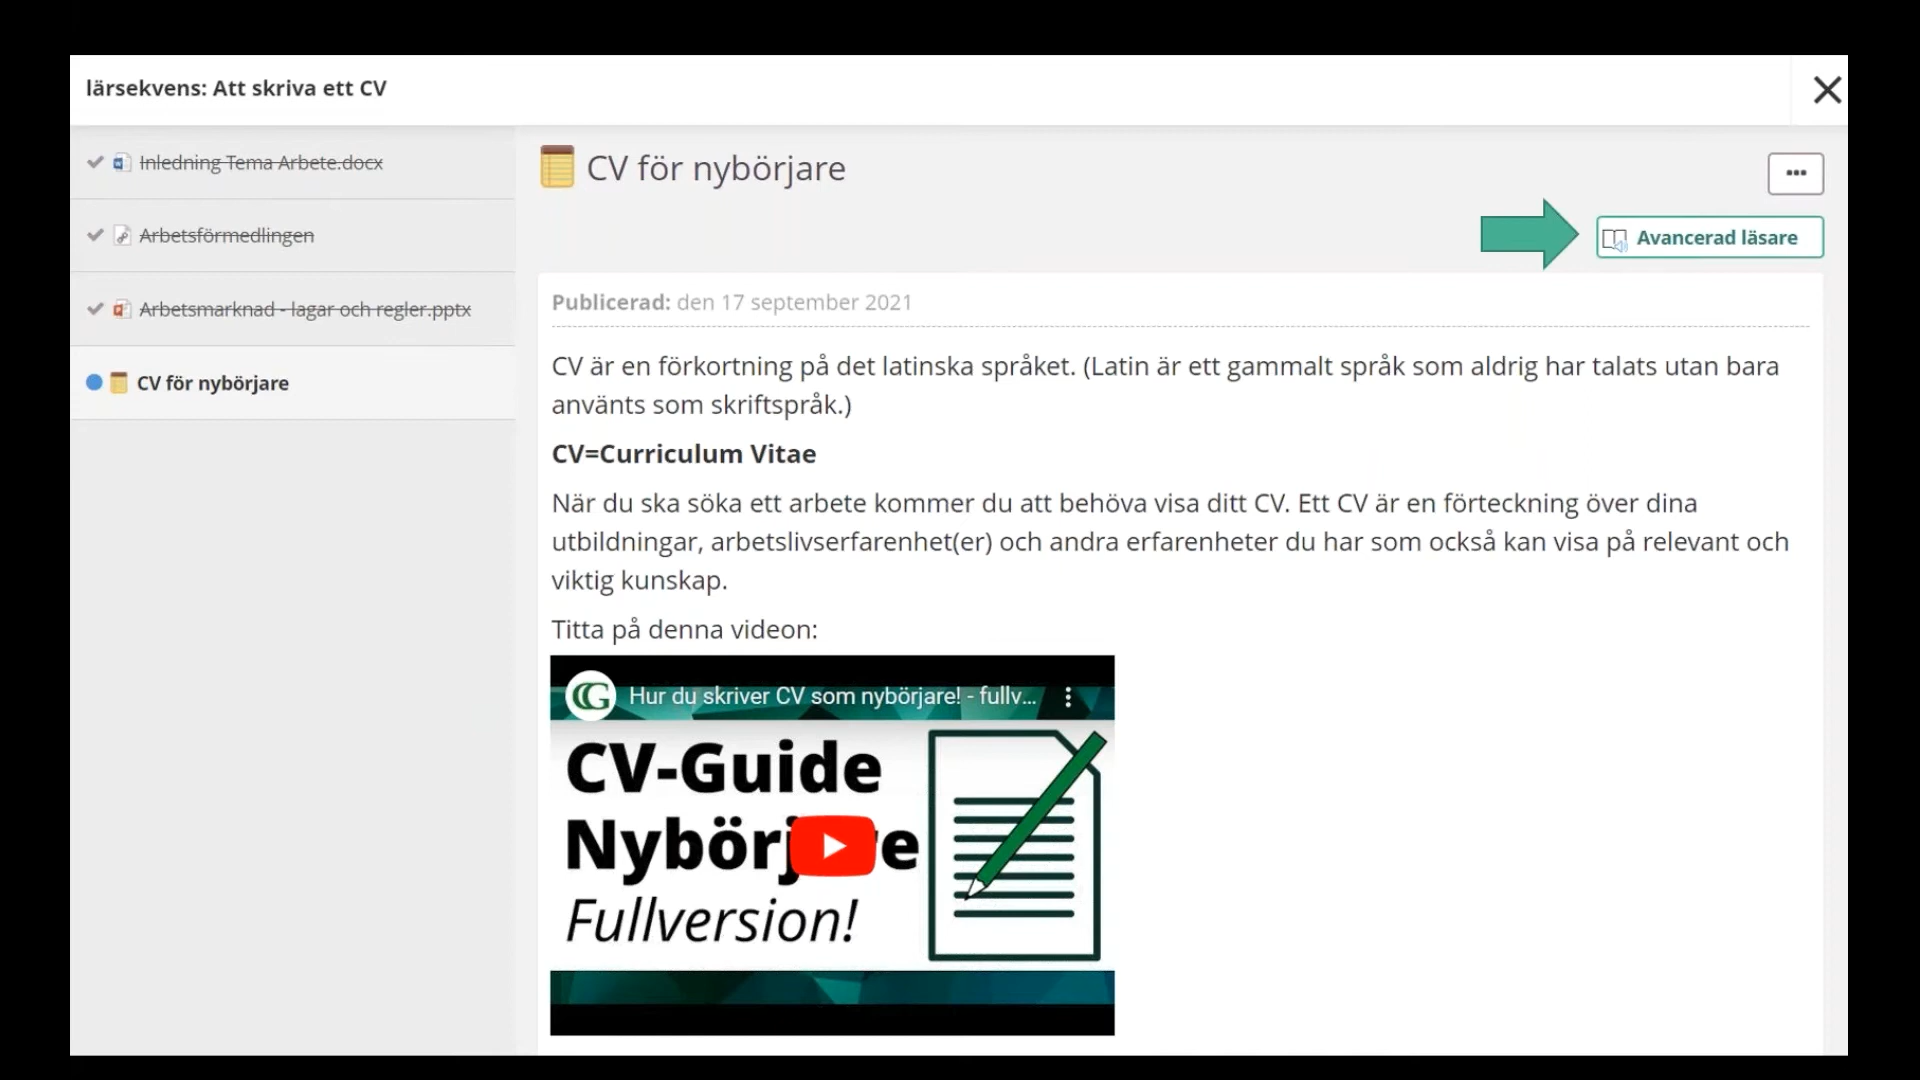 lärsekvens: Att skriva ett CV
Inledning Tema Arbete.docx
Arbetsförmedlingen
Arbetsmarknad - lagar och regler.pptx
CV för nybörjare
CV för nybörjare
Avancerad läsare
Publicerad: den 17 september 2021
CV är en förkortning på det latinska språket. (Latin är ett gammalt språk som aldrig har talats utan bara
använts som skriftspråk.)
CV=Curriculum Vitae
När du ska söka ett arbete kommer du att behöva visa ditt CV. Ett CV är en förteckning över dina
utbildningar, arbetslivserfarenhet(er) och andra erfarenheter du har som också kan visa på relevant och
viktig kunskap.
Titta på denna videon:
Hur du skriver CV som nybörjare! - fullv...
CV-Guide
Nybörjare
Fullversion!